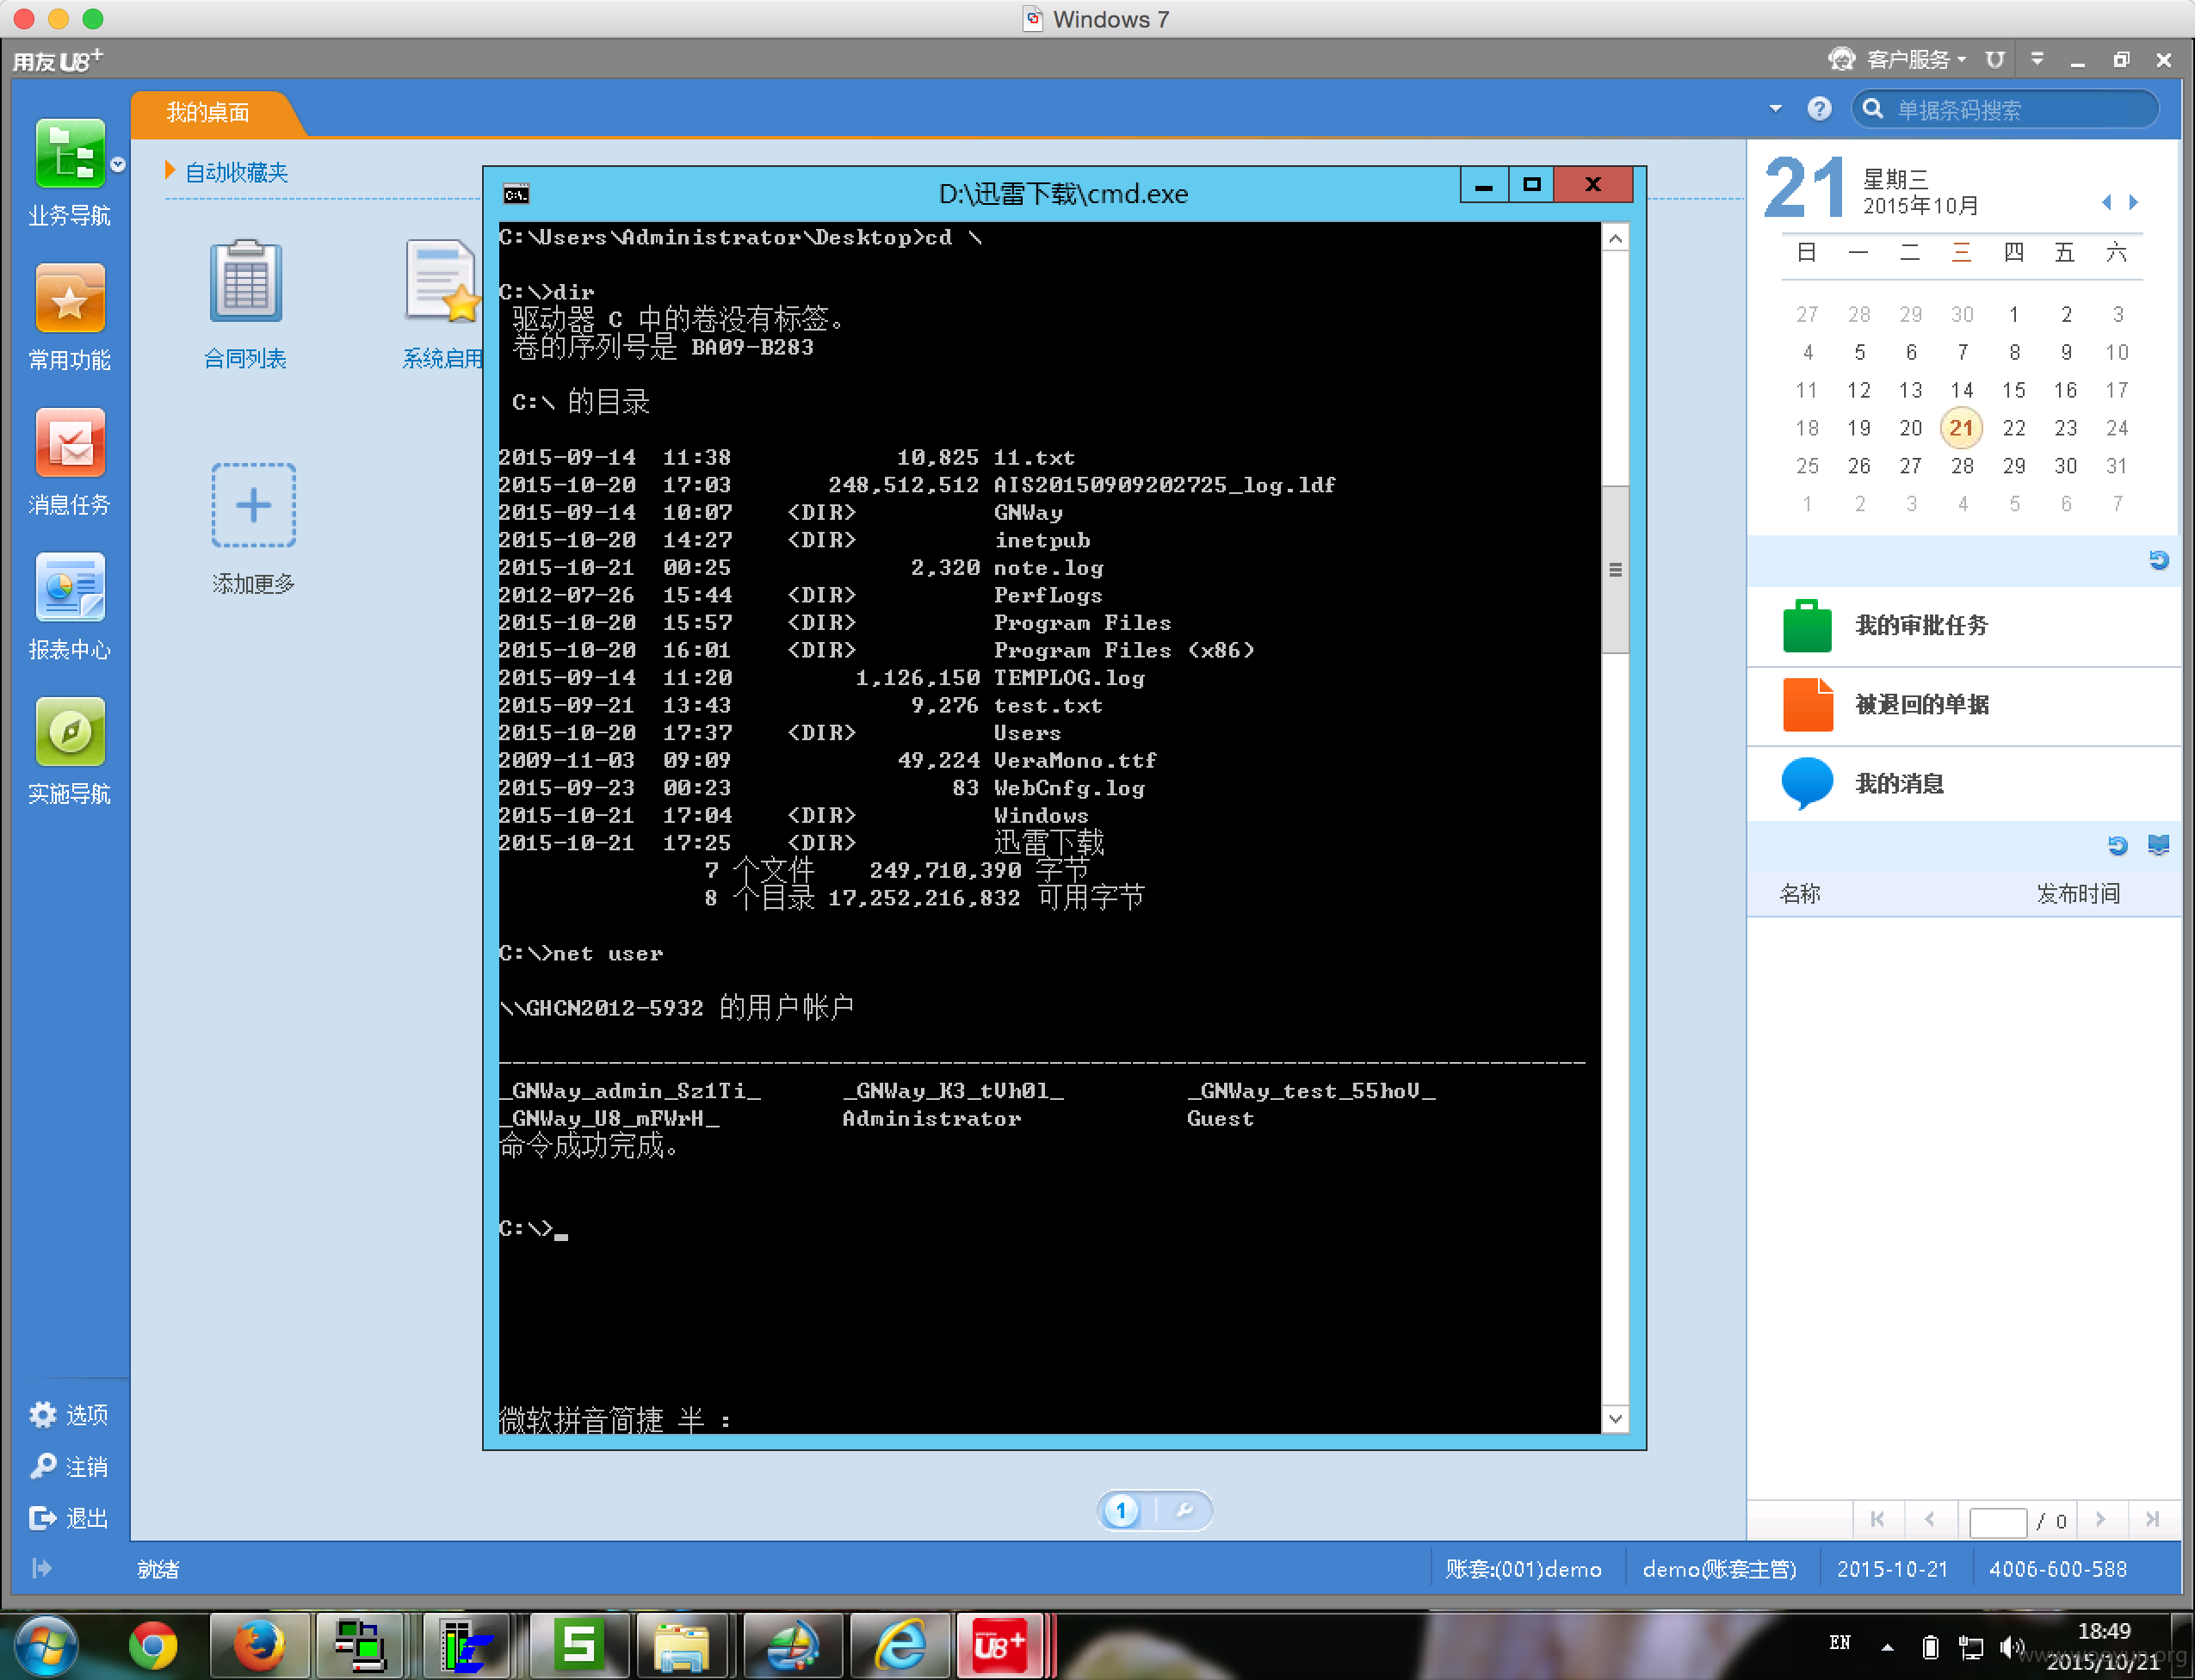 Windows 7
用友 U8+
客户服务
我的桌面
单据条码搜索
业务导航
常用功能
消息任务
报表中心
实施导航
选项
注销
退出
自动收藏夹
合同列表
系统启用
添加更多
D:\迅雷下载\cmd.exe
C:\Users\Administrator\Desktop>cd \
C:\>dir
驱动器 C 中的卷没有标签。
卷的序列号是 BA09-B283
C:\ 的目录
2015-09-14 11:38 10,825 11.txt
2015-10-20 17:03 248,512,512 AIS20150909202725_log.ldf
2015-09-14 10:07 <DIR> GNWay
2015-10-20 14:27 <DIR> inetpub
2015-10-21 00:25 2,320 note.log
2012-07-26 15:44 <DIR> PerfLogs
2015-10-20 15:57 <DIR> Program Files
2015-10-20 16:01 <DIR> Program Files (x86)
2015-09-14 11:20 1,126,150 TEMPLOG.log
2015-09-21 13:43 9,276 test.txt
2015-10-20 17:37 <DIR> Users
2009-11-03 09:09 49,224 VeraMono.ttf
2015-09-23 00:23 83 WebCnfg.log
2015-10-21 17:04 <DIR> Windows
2015-10-21 17:25 <DIR> 迅雷下载
7 个文件 249,710,390 字节
8 个目录 17,252,216,832 可用字节
C:\>net user
\\GHCN2012-5932 的用户帐户
-------------------------------------------------------------------------------
_GNWay_admin_Sz1Ti_ _GNWay_K3_tVh0l_ _GNWay_test_55hoV_
_GNWay_U8_mFWrH_ Administrator Guest
命令成功完成。
C:\>_
微软拼音简捷 半 :
1
21
星期三
2015年10月
日 一 二 三 四 五 六
27 28 29 30 1 2 3
4 5 6 7 8 9 10
11 12 13 14 15 16 17
18 19 20 21 22 23 24
25 26 27 28 29 30 31
1 2 3 4 5 6 7
我的审批任务
被退回的单据
我的消息
名称 发布时间
/ 0
就绪
账套:(001)demo demo(账套主管) 2015-10-21 4006-600-588
S
U8+
EN
18:49
2015/10/21